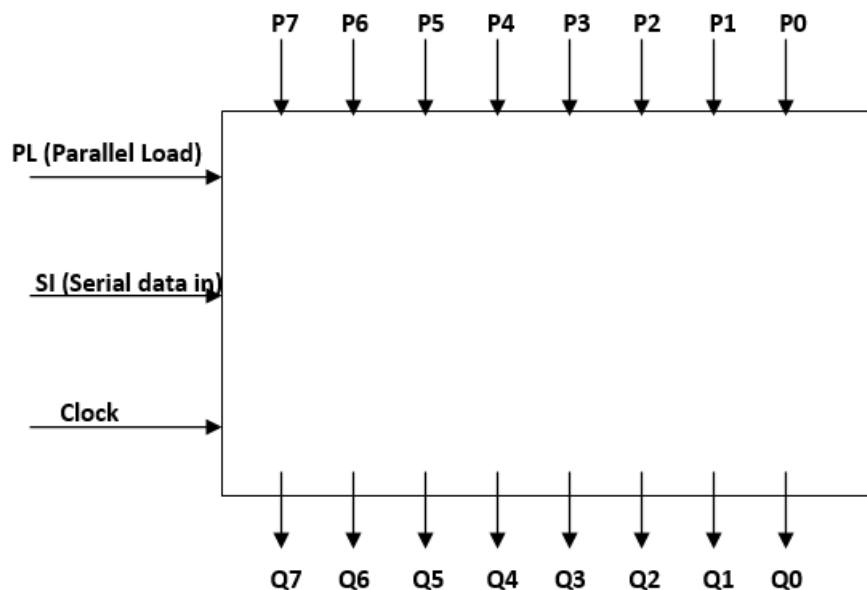 P7 P6 P5 P4 P3 P2 P1 P0
PL (Parallel Load)
SI (Serial data in)
Clock
Q7 Q6 Q5 Q4 Q3 Q2 Q1 Q0